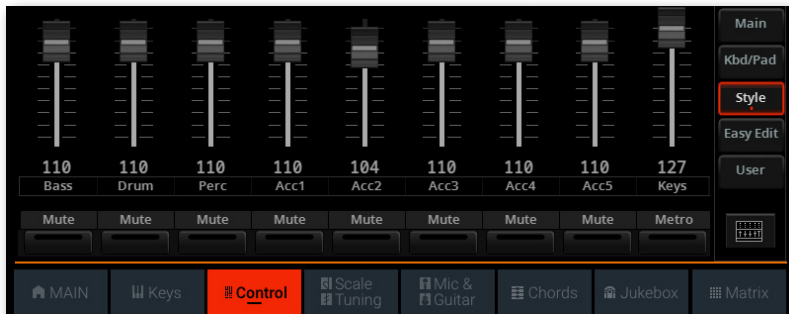 Main
Kbd/Pad
Style
Easy Edit
User
110 110 110 110 104 110 110 110 127
Bass Drum Perc Acc1 Acc2 Acc3 Acc4 Acc5 Keys
Mute Mute Mute Mute Mute Mute Mute Mute Metro
MAIN
Keys
Control
Scale
Tuning
Mic &
Guitar
Chords
Jukebox
Matrix